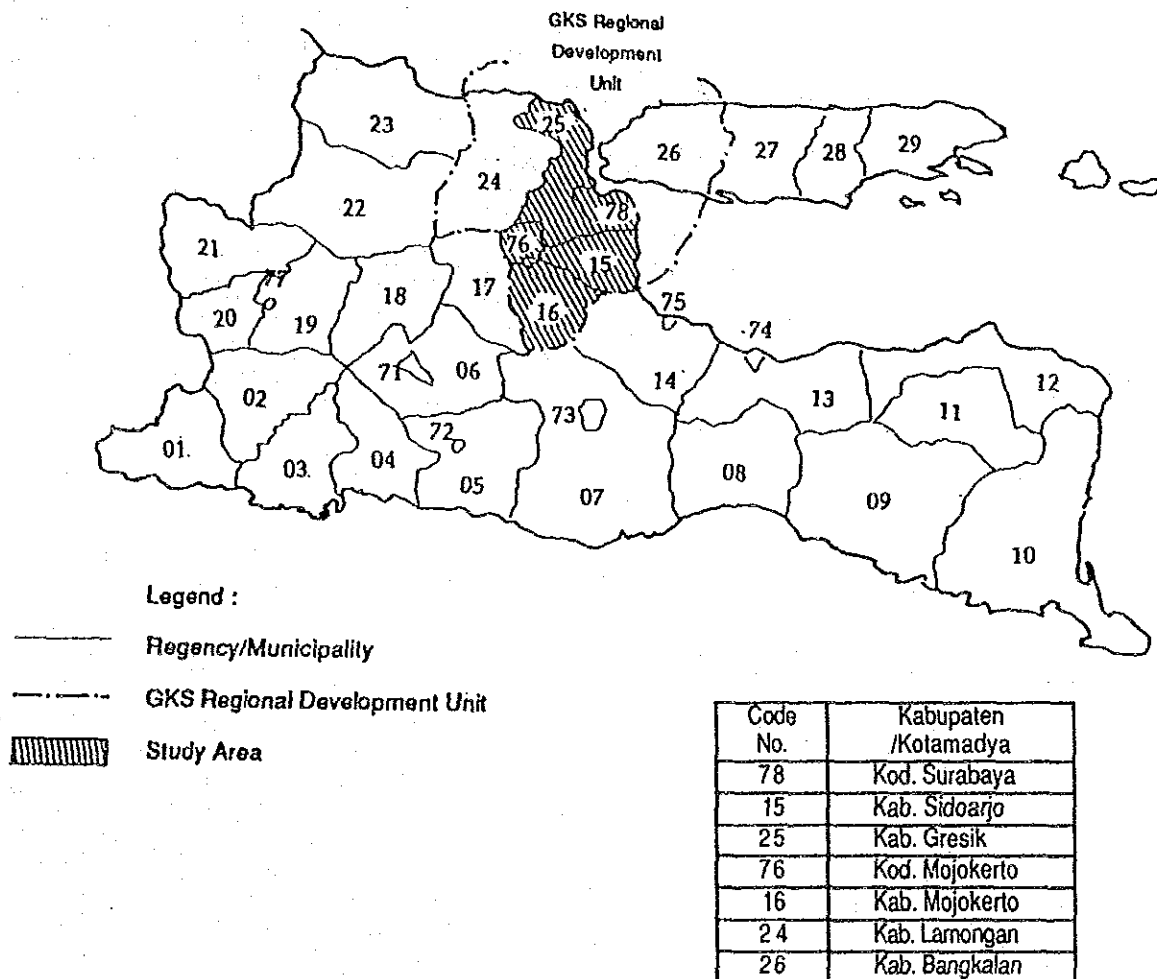 GKS Regional
Development
Unit
23
25
24
26
27
28
29
22
78
76
21
15
77
18
17
75
20
19
16
74
71
06
14
12
02
13
11
73
72
01.
03.
04
08
05
07
09
10
Legend :
Regency/Municipality
GKS Regional Development Unit
Study Area
Code No. Kabupaten /Kotamadya
78 Kod. Surabaya
15 Kab. Sidoarjo
25 Kab. Gresik
76 Kod. Mojokerto
16 Kab. Mojokerto
24 Kab. Lamongan
26 Kab. Bangkalan